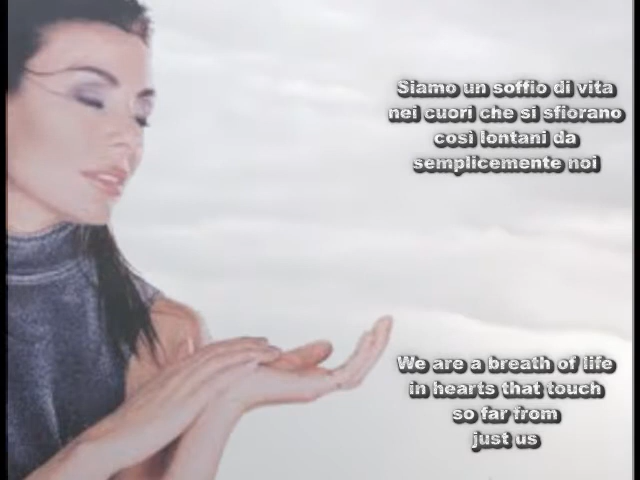 Siamo un soffio di vita
nei cuori che si sfiorano
così lontani da
semplicemente noi
We are a breath of life
in hearts that touch
so far from
just us